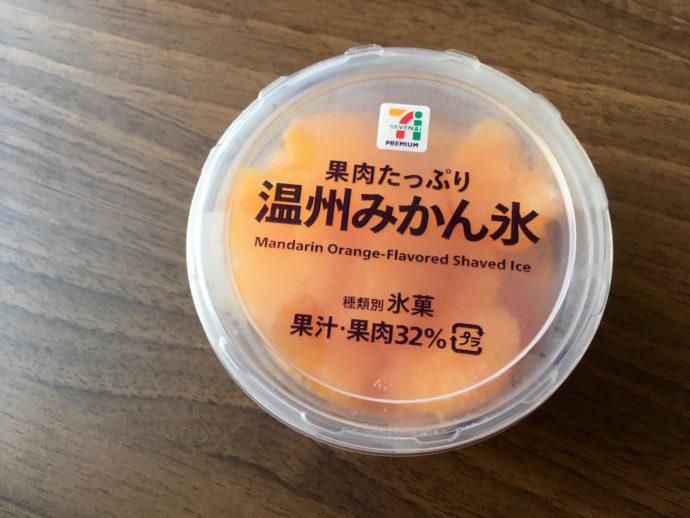 SEVEN&i
PREMIUM
果肉たっぷり
温州みかん氷
Mandarin Orange-Flavored Shaved Ice
種類別 氷菓
果汁・果肉32% プラ
42